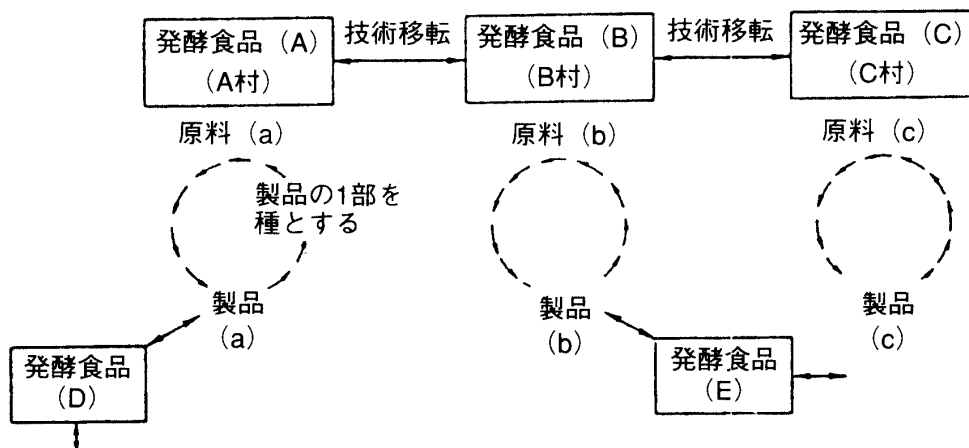 発酵食品（A）
（A村）
技術移転
発酵食品（B）
（B村）
技術移転
発酵食品（C）
（C村）
原料（a）
原料（b）
原料（c）
製品の1部を
種とする
製品
（a）
製品
（b）
製品
（c）
発酵食品
（D）
発酵食品
（E）